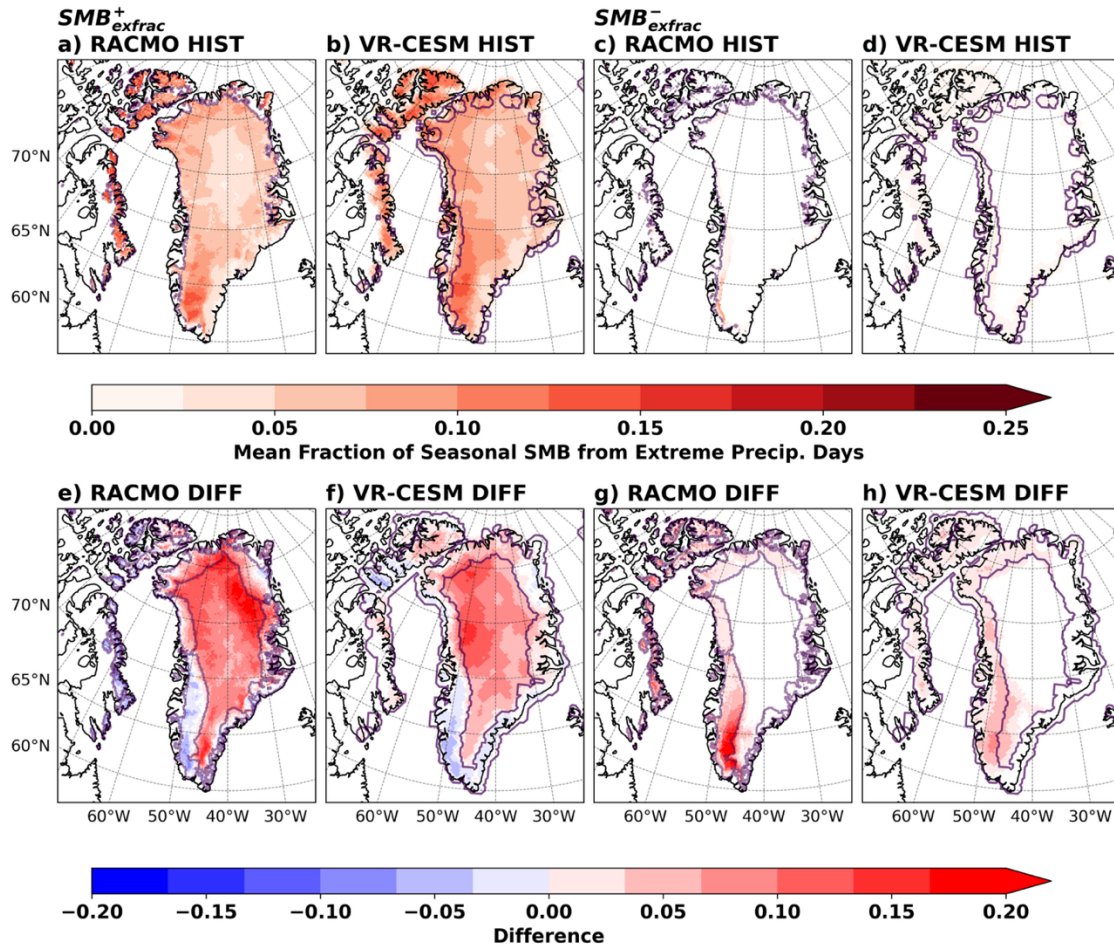 SMB+exfrac SMB−exfrac
a) RACMO HIST b) VR-CESM HIST c) RACMO HIST d) VR-CESM HIST
70°N
65°N
60°N
0.00 0.05 0.10 0.15 0.20 0.25
Mean Fraction of Seasonal SMB from Extreme Precip. Days
e) RACMO DIFF f) VR-CESM DIFF g) RACMO DIFF h) VR-CESM DIFF
70°N
65°N
60°N
60°W 50°W 40°W 30°W 60°W 50°W 40°W 30°W 60°W 50°W 40°W 30°W 60°W 50°W 40°W 30°W
−0.20 −0.15 −0.10 −0.05 0.00 0.05 0.10 0.15 0.20
Difference